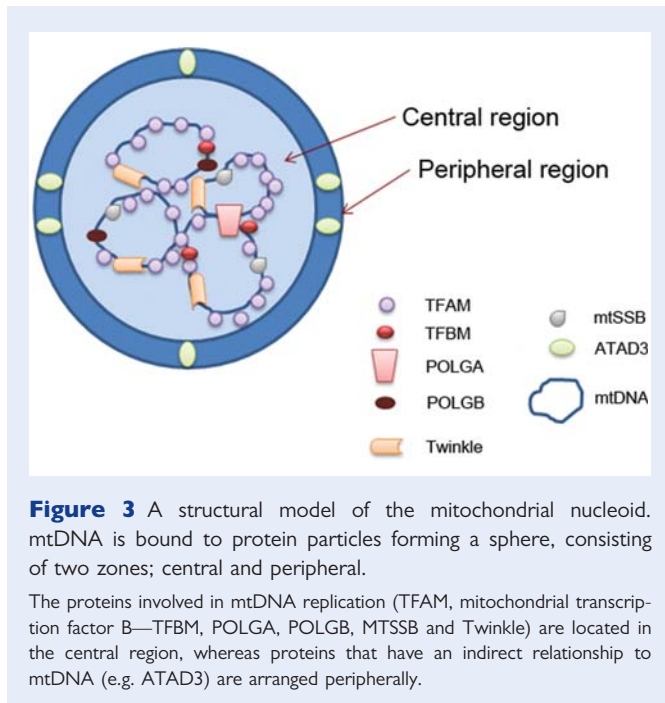 Central region
Peripheral region
TFAM
TFBM
POLGA
POLGB
Twinkle
mtSSB
ATAD3
mtDNA
Figure 3 A structural model of the mitochondrial nucleoid.
mtDNA is bound to protein particles forming a sphere, consisting
of two zones; central and peripheral.
The proteins involved in mtDNA replication (TFAM, mitochondrial transcrip-
tion factor B—TFBM, POLGA, POLGB, MTSSB and Twinkle) are located in
the central region, whereas proteins that have an indirect relationship to
mtDNA (e.g. ATAD3) are arranged peripherally.